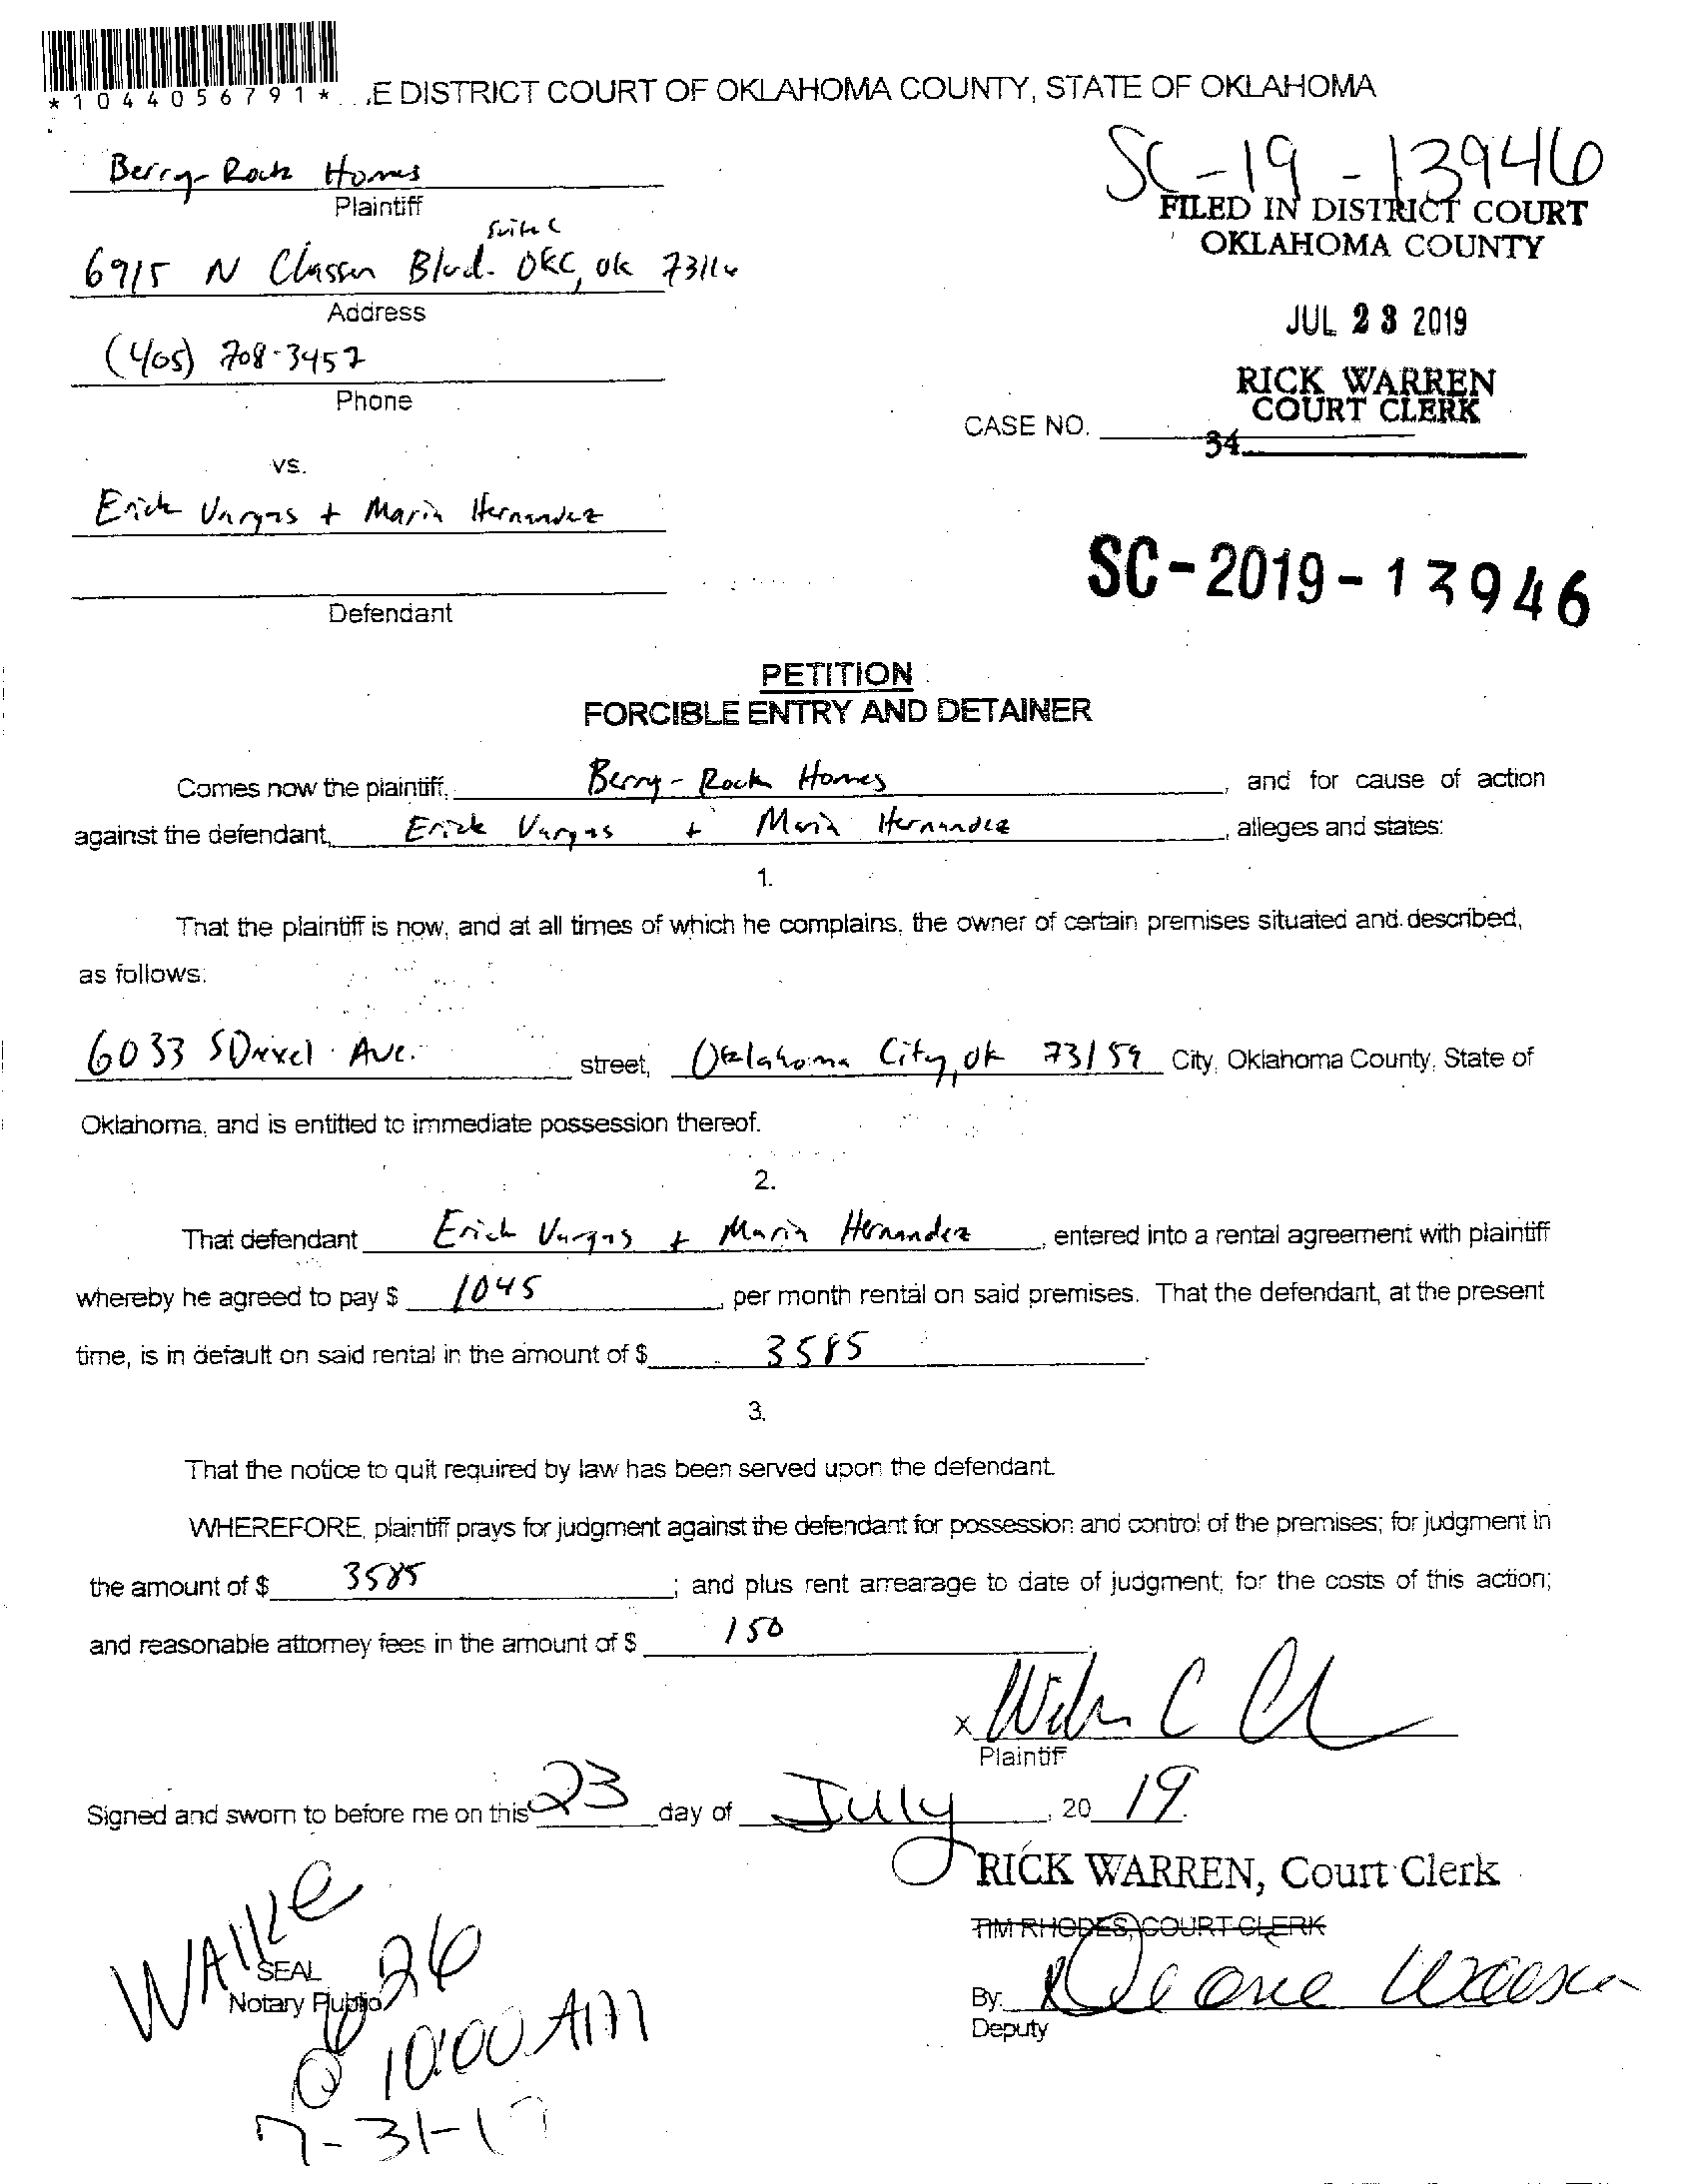 *1044056791* .E DISTRICT COURT OF OKLAHOMA COUNTY, STATE OF OKLAHOMA
SC-19-13946
Berry-Rock Homes
Plaintiff
FILED IN DISTRICT COURT
OKLAHOMA COUNTY
Suite C
6915 N Classen Blvd. OKC, OK 73116
Address
JUL 23 2019
(405) 708-3457
Phone
RICK WARREN
COURT CLERK
CASE NO.
34
vs.
Erick Vargas + Maria Hernandez
SC-2019-13946
Defendant
PETITION
FORCIBLE ENTRY AND DETAINER
Comes now the plaintiff, Berry-Rock Homes, and for cause of action
against the defendant, Erick Vargas + Maria Hernandez, alleges and states:
1.
That the plaintiff is now, and at all times of which he complains, the owner of certain premises situated and described,
as follows:
6033 S Drexel Ave. street, Oklahoma City, OK 73159 City, Oklahoma County, State of
Oklahoma, and is entitled to immediate possession thereof.
2.
That defendant Erick Vargas + Maria Hernandez, entered into a rental agreement with plaintiff
whereby he agreed to pay $ 1045, per month rental on said premises. That the defendant, at the present
time, is in default on said rental in the amount of $ 3585.
3.
That the notice to quit required by law has been served upon the defendant.
WHEREFORE, plaintiff prays for judgment against the defendant for possession and control of the premises; for judgment in
the amount of $ 3585; and plus rent arrearage to date of judgment; for the costs of this action;
and reasonable attorney fees in the amount of $ 150
x
Plaintiff
Signed and sworn to before me on this 23 day of July, 20 19.
RICK WARREN, Court Clerk
TIM RHODES, COURT CLERK
SEAL
Notary Public
By:
Deputy
@ 10:00 AM
7-31-19